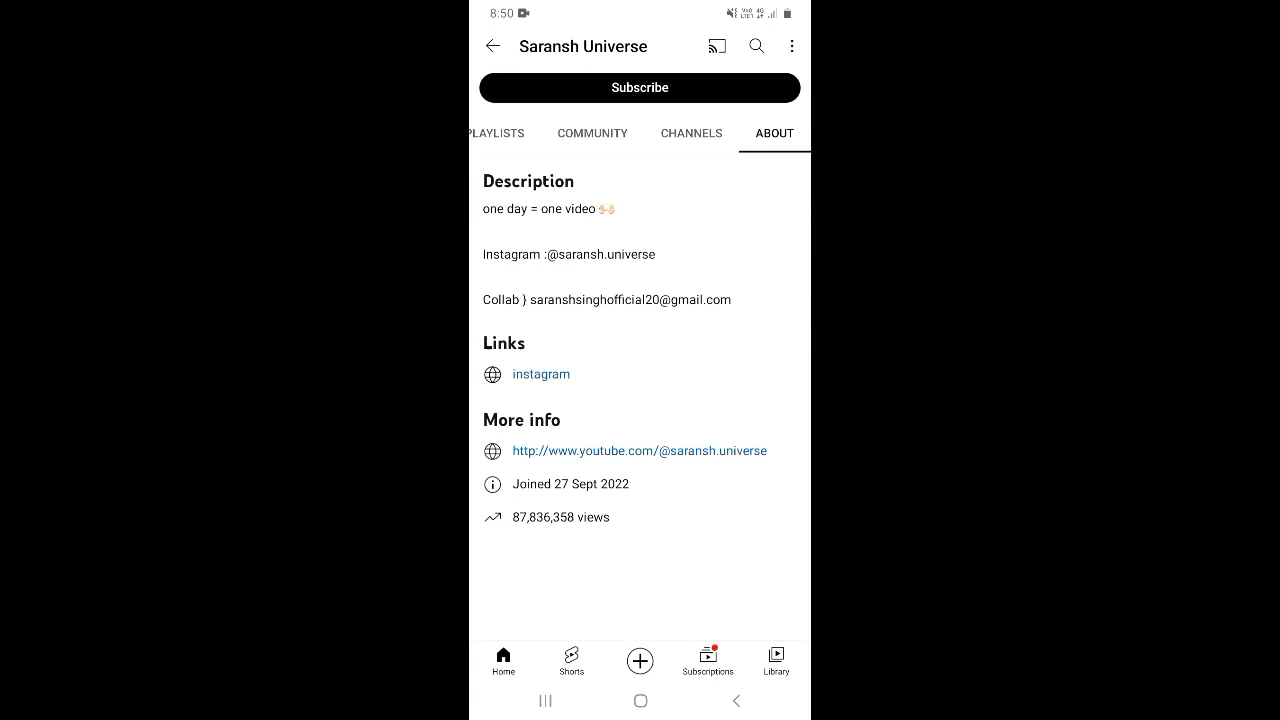 8:50
Saransh Universe
Subscribe
PLAYLISTS COMMUNITY CHANNELS ABOUT
Description
one day = one video 🙌🏻
Instagram :@saransh.universe
Collab } saranshsinghofficial20@gmail.com
Links
instagram
More info
http://www.youtube.com/@saransh.universe
Joined 27 Sept 2022
87,836,358 views
Home Shorts Subscriptions Library